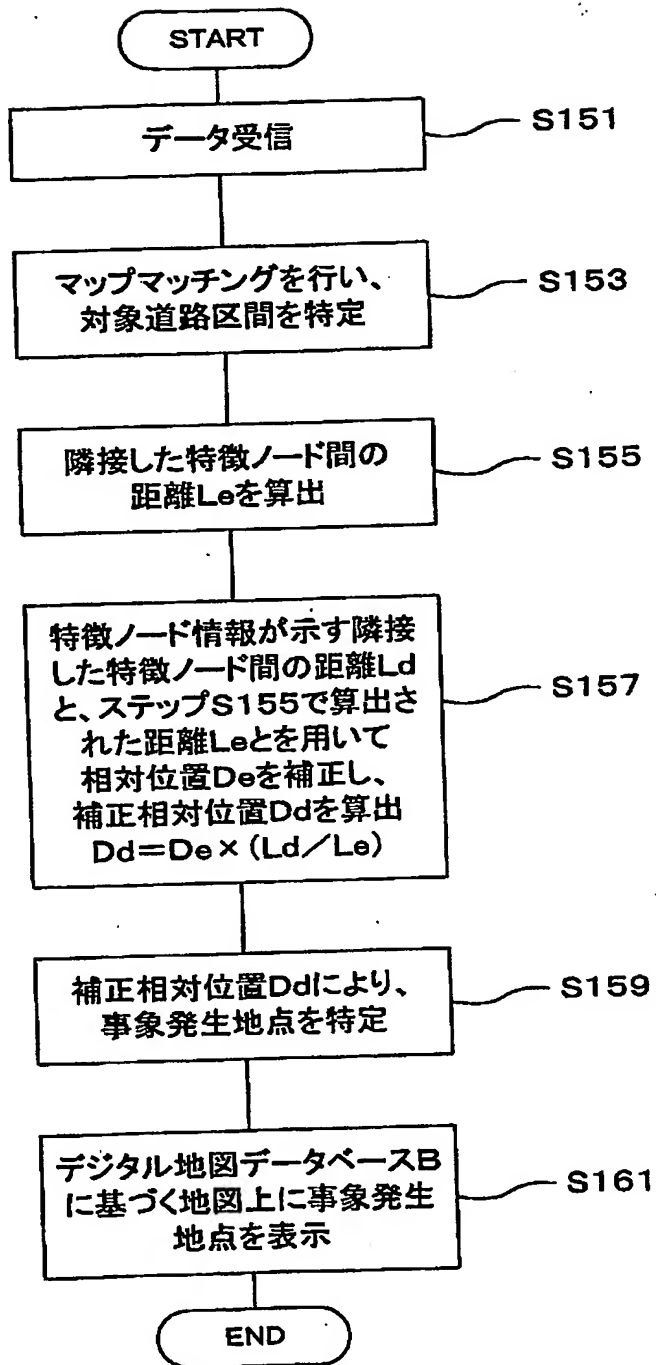 START
データ受信
S151
マップマッチングを行い、
対象道路区間を特定
S153
隣接した特徴ノード間の
距離Leを算出
S155
特徴ノード情報が示す隣接
した特徴ノード間の距離Ld
と、ステップS155で算出さ
れた距離Leとを用いて
相対位置Deを補正し、
補正相対位置Ddを算出
Dd=De×(Ld/Le)
S157
補正相対位置Ddにより、
事象発生地点を特定
S159
デジタル地図データベースB
に基づく地図上に事象発生
地点を表示
S161
END